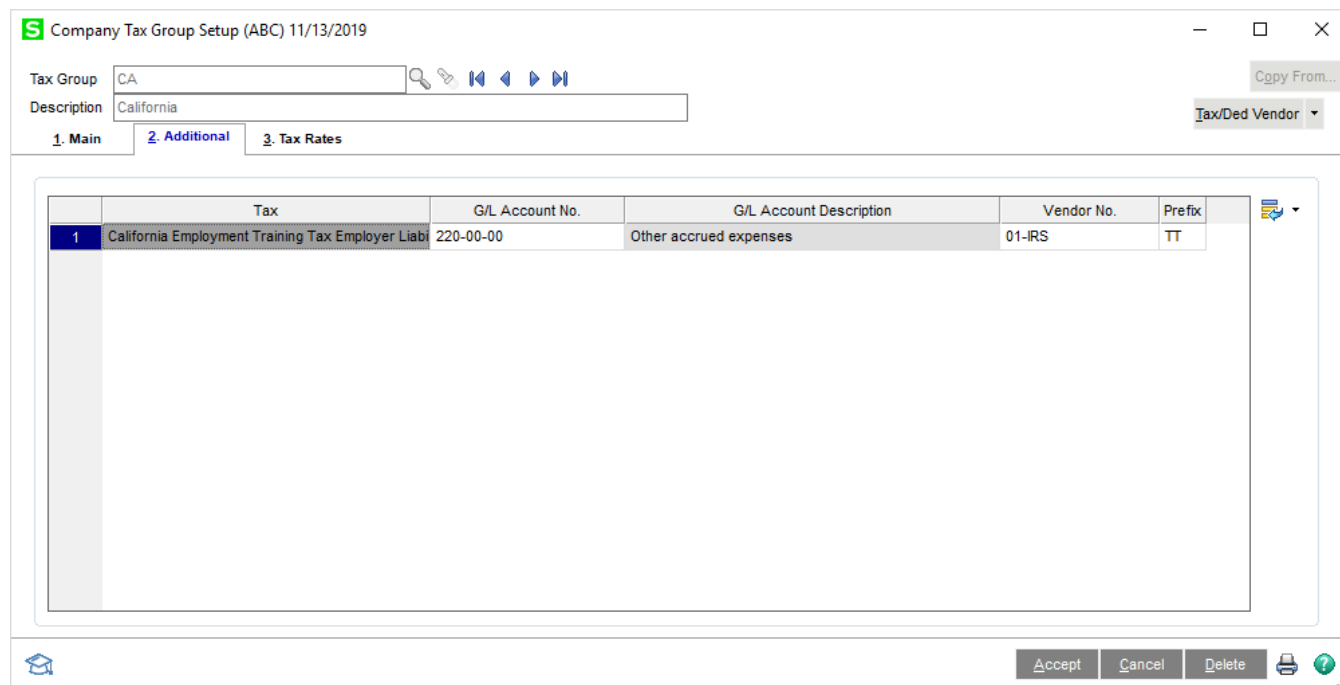 S Company Tax Group Setup (ABC) 11/13/2019
Tax Group CA Copy From...
Description California Tax/Ded Vendor
1. Main 2. Additional 3. Tax Rates
Tax G/L Account No. G/L Account Description Vendor No. Prefix
1 California Employment Training Tax Employer Liabi 220-00-00 Other accrued expenses 01-IRS TT
Accept Cancel Delete ?